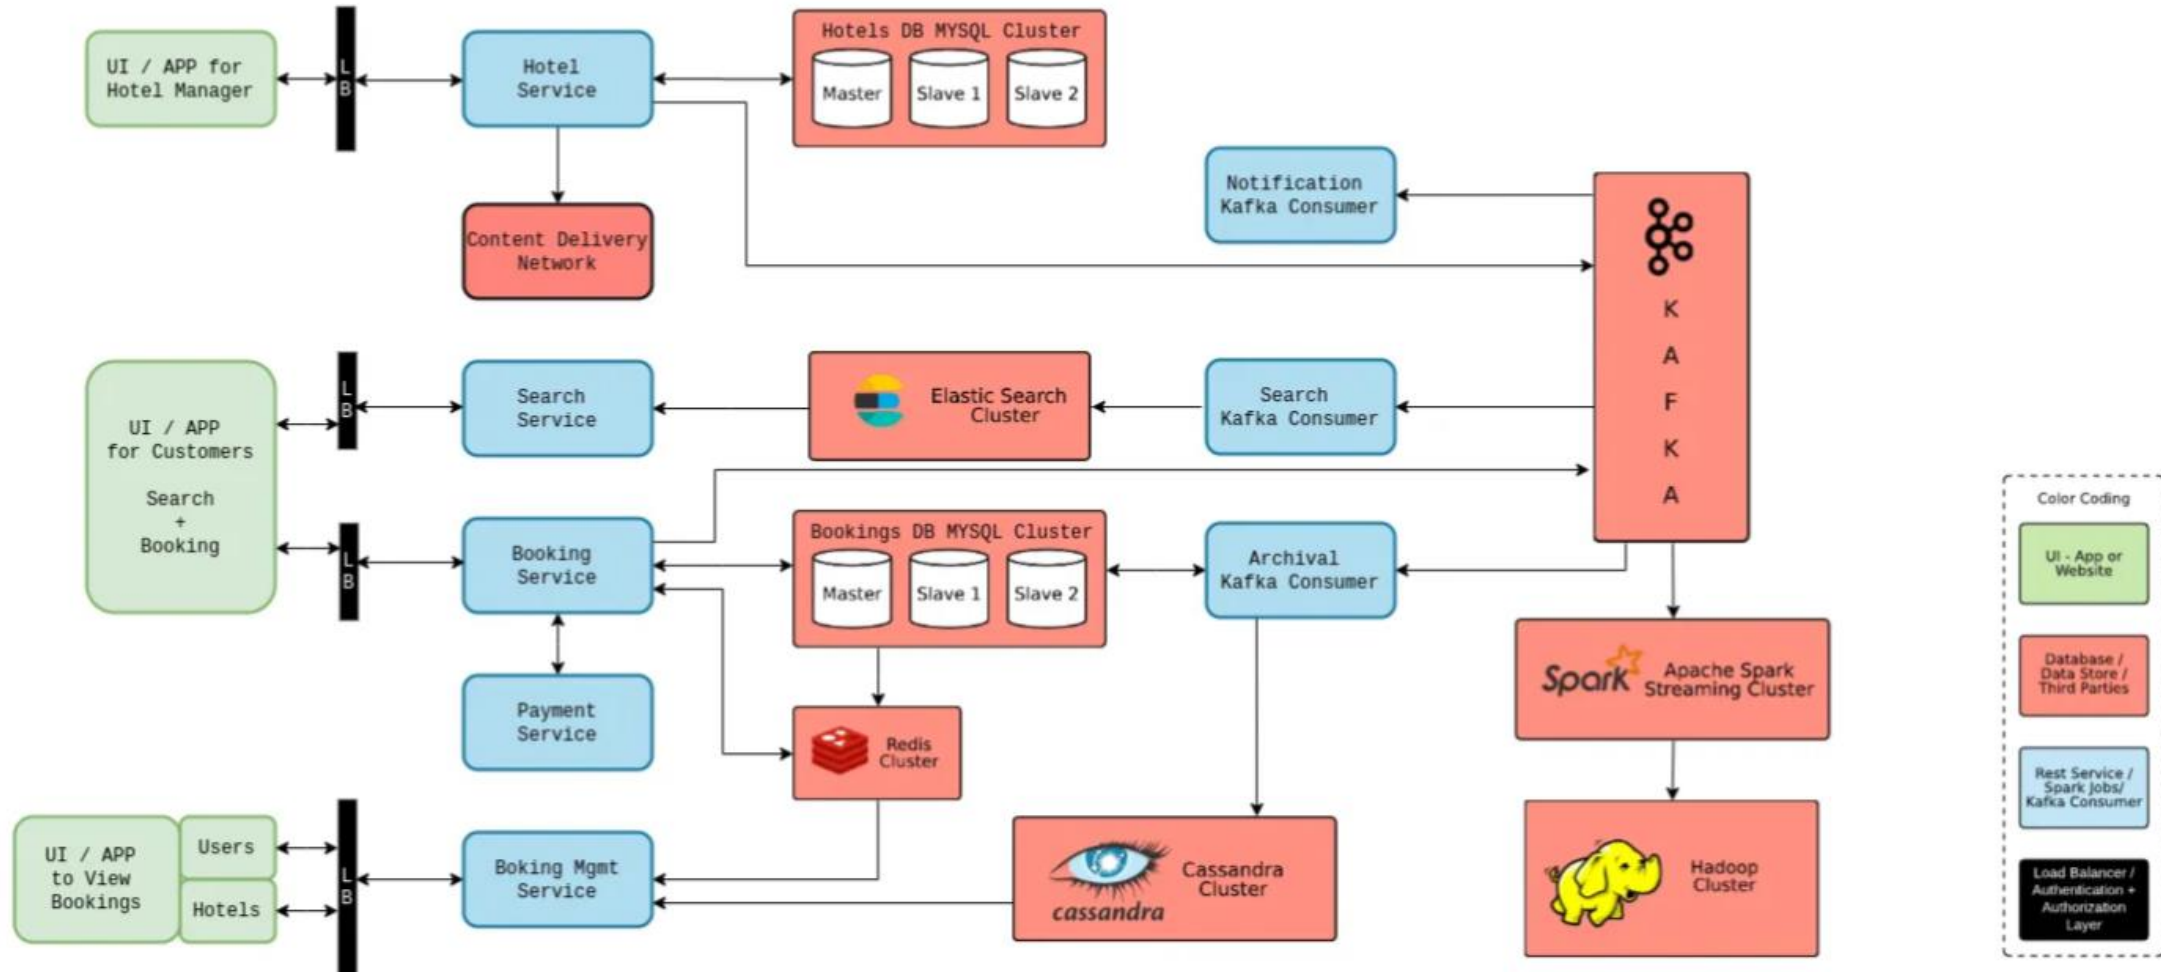 Hotels DB MYSQL Cluster
UI / APP for
Hotel Manager
L
B
Hotel
Service
Master
Slave 1
Slave 2
Notification
Kafka Consumer
Content Delivery
Network
K
A
F
K
A
UI / APP
for Customers
Search
+
Booking
L
B
Search
Service
Elastic Search
Cluster
Search
Kafka Consumer
L
B
Booking
Service
Bookings DB MYSQL Cluster
Master
Slave 1
Slave 2
Archival
Kafka Consumer
Payment
Service
Redis
Cluster
Spark
Apache Spark
Streaming Cluster
UI / APP
to View
Bookings
Users
Hotels
L
B
Boking Mgmt
Service
cassandra
Cassandra
Cluster
Hadoop
Cluster
Color Coding
UI - App or
Website
Database /
Data Store /
Third Parties
Rest Service /
Spark Jobs/
Kafka Consumer
Load Balancer /
Authentication +
Authorization
Layer